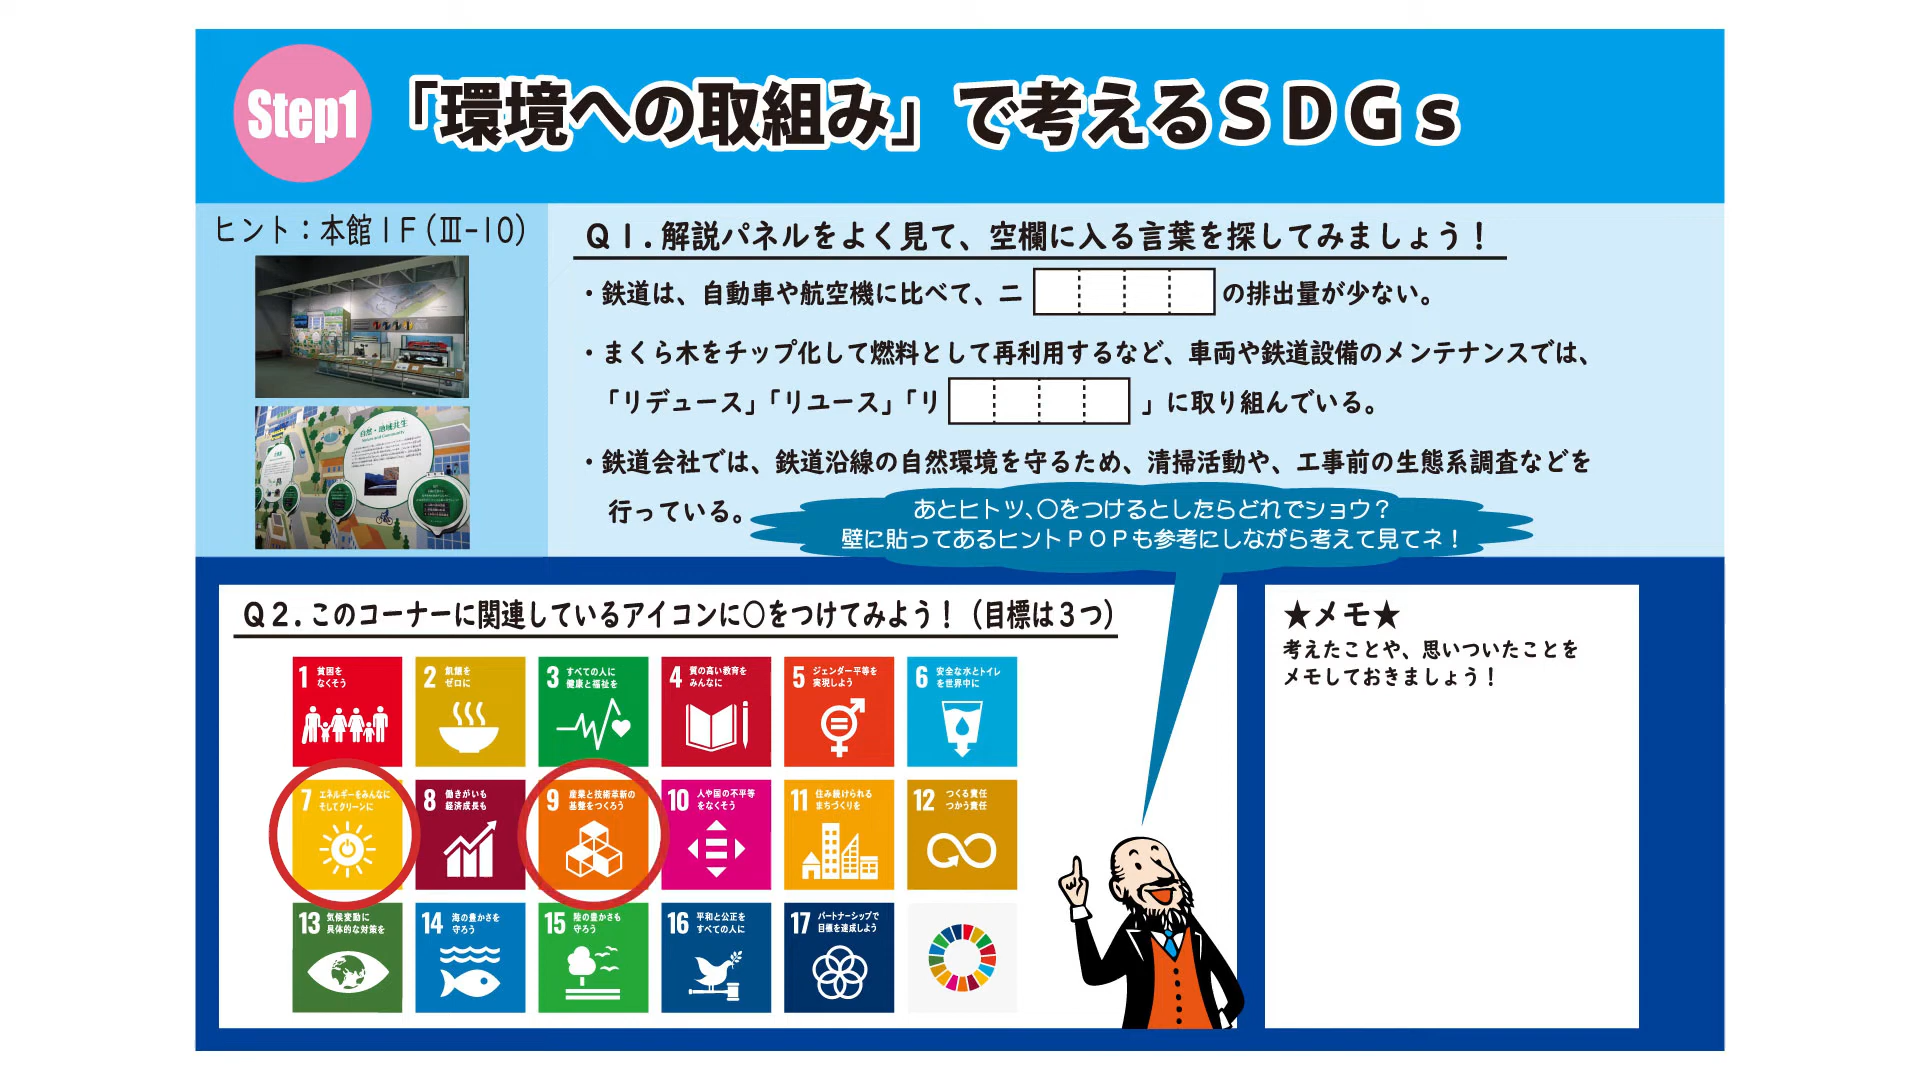 Step1
「環境への取組み」で考えるＳＤＧｓ
ヒント：本館１Ｆ（Ⅲ-10）
Ｑ１.解説パネルをよく見て、空欄に入る言葉を探してみましょう！
・鉄道は、自動車や航空機に比べて、二 の排出量が少ない。
・まくら木をチップ化して燃料として再利用するなど、車両や鉄道設備のメンテナンスでは、
「リデュース」「リユース」「リ 」に取り組んでいる。
・鉄道会社では、鉄道沿線の自然環境を守るため、清掃活動や、工事前の生態系調査などを
行っている。
あとヒトツ、〇をつけるとしたらどれでショウ？
壁に貼ってあるヒントＰＯＰも参考にしながら考えて見てネ！
自然・地域共生
Ｑ２.このコーナーに関連しているアイコンに〇をつけてみよう！（目標は３つ）
1 貧困を
なくそう
2 飢餓を
ゼロに
3 すべての人に
健康と福祉を
4 質の高い教育を
みんなに
5 ジェンダー平等を
実現しよう
6 安全な水とトイレ
を世界中に
7 エネルギーをみんなに
そしてクリーンに
8 働きがいも
経済成長も
9 産業と技術革新の
基盤をつくろう
10 人や国の不平等
をなくそう
11 住み続けられる
まちづくりを
12 つくる責任
つかう責任
13 気候変動に
具体的な対策を
14 海の豊かさを
守ろう
15 陸の豊かさも
守ろう
16 平和と公正を
すべての人に
17 パートナーシップで
目標を達成しよう
★メモ★
考えたことや、思いついたことを
メモしておきましょう！